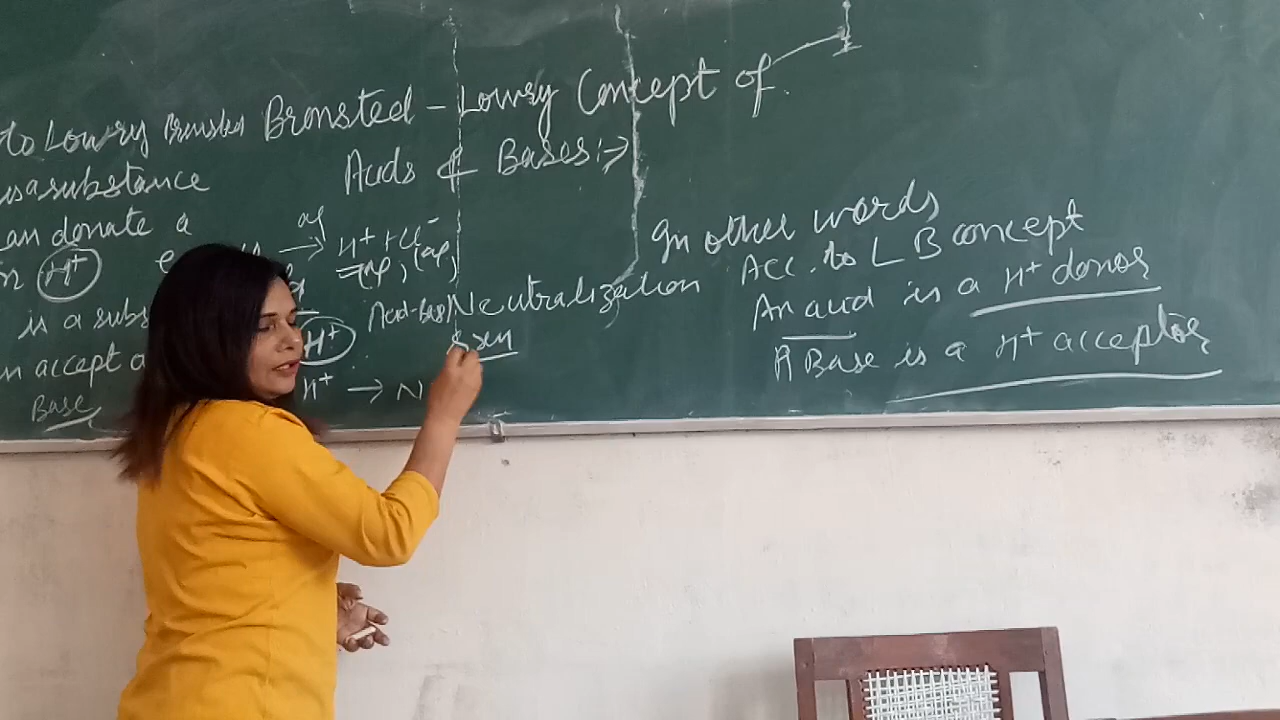 to Lowry Bronsted Bronsted - Lowry Concept of
Acids & Bases :->
is a substance
can donate a
H⁺
aq
→ H⁺ + Cl⁻
(aq) (aq)
is a subs
accept a
Base
H⁺
H⁺ → N
Acid-base Neutralization
rxn
In other words
Acc. to L B concept
An acid is a H⁺ donor
A Base is a H⁺ acceptor